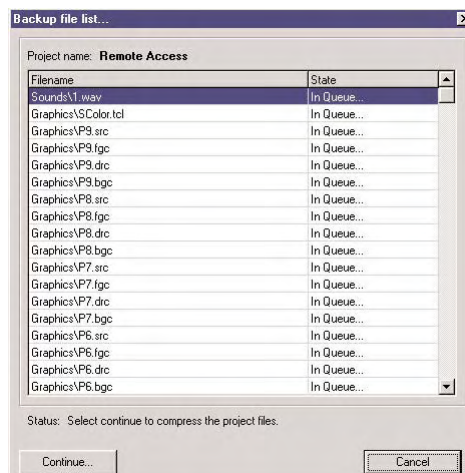 Backup file list...
Project name: Remote Access
Filename State
Sounds\1.wav In Queue...
Graphics\SColor.tcl In Queue...
Graphics\P9.src In Queue...
Graphics\P9.fgc In Queue...
Graphics\P9.drc In Queue...
Graphics\P9.bgc In Queue...
Graphics\P8.src In Queue...
Graphics\P8.fgc In Queue...
Graphics\P8.drc In Queue...
Graphics\P8.bgc In Queue...
Graphics\P7.src In Queue...
Graphics\P7.fgc In Queue...
Graphics\P7.drc In Queue...
Graphics\P7.bgc In Queue...
Graphics\P6.src In Queue...
Graphics\P6.fgc In Queue...
Graphics\P6.drc In Queue...
Graphics\P6.bgc In Queue...
Status: Select continue to compress the project files.
Continue... Cancel